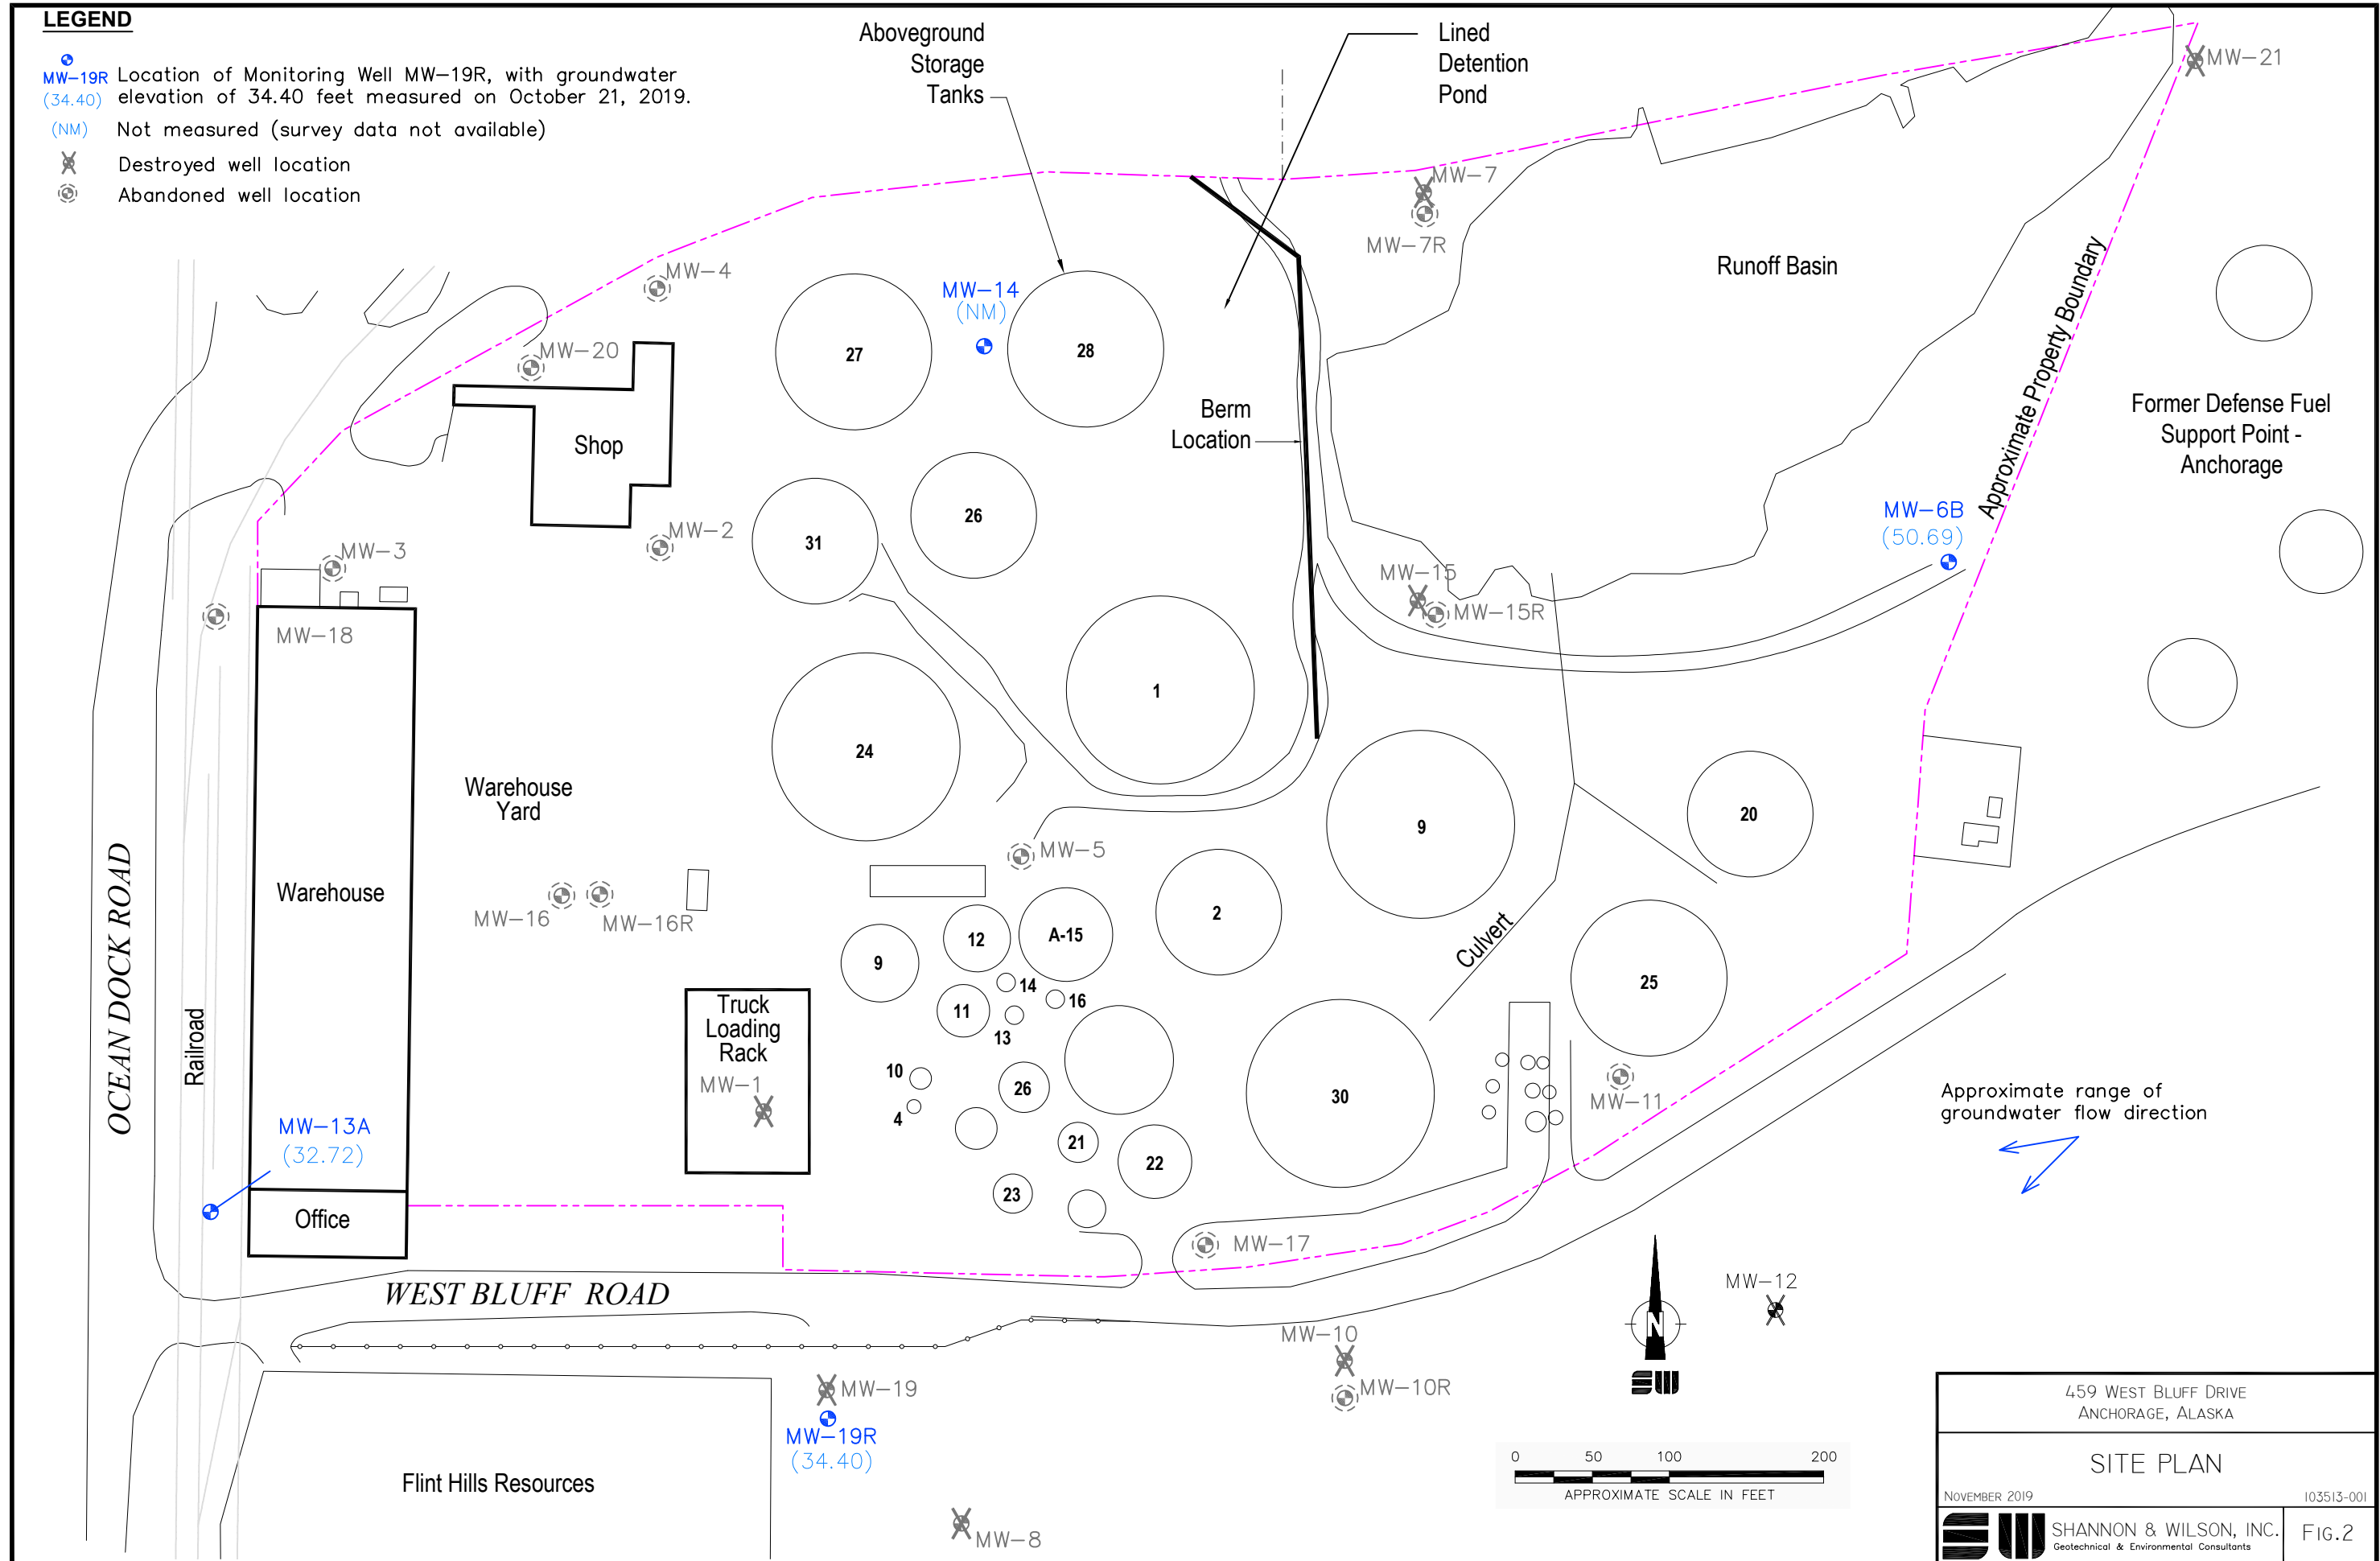 LEGEND
MW-19R Location of Monitoring Well MW-19R, with groundwater
(34.40) elevation of 34.40 feet measured on October 21, 2019.
(NM) Not measured (survey data not available)
Destroyed well location
Abandoned well location
Aboveground
Storage
Tanks
Lined
Detention
Pond
MW-21
MW-7
MW-7R
Runoff Basin
MW-4
MW-14
(NM)
MW-20
27
28
Shop
Berm
Location
Approximate Property Boundary
Former Defense Fuel
Support Point -
Anchorage
MW-6B
(50.69)
31
26
MW-2
MW-3
MW-18
MW-15
MW-15R
1
24
Warehouse
Yard
9
20
OCEAN DOCK ROAD
Railroad
Warehouse
MW-5
MW-16
MW-16R
2
12
A-15
9
Culvert
25
14
16
11
13
Truck
Loading
Rack
MW-1
10
4
26
30
MW-11
Approximate range of
groundwater flow direction
MW-13A
(32.72)
21
22
23
Office
MW-17
WEST BLUFF ROAD
N
MW-12
MW-10
MW-10R
MW-19
MW-19R
(34.40)
Flint Hills Resources
MW-8
0 50 100 200
APPROXIMATE SCALE IN FEET
459 WEST BLUFF DRIVE
ANCHORAGE, ALASKA
SITE PLAN
NOVEMBER 2019 103513-001
SHANNON & WILSON, INC.
Geotechnical & Environmental Consultants
FIG.2